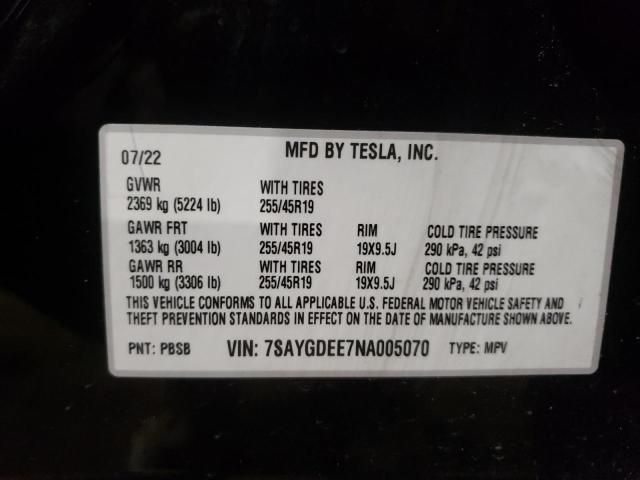 07/22 MFD BY TESLA, INC.
GVWR WITH TIRES
2369 kg (5224 lb) 255/45R19
GAWR FRT WITH TIRES RIM COLD TIRE PRESSURE
1363 kg (3004 lb) 255/45R19 19X9.5J 290 kPa, 42 psi
GAWR RR WITH TIRES RIM COLD TIRE PRESSURE
1500 kg (3306 lb) 255/45R19 19X9.5J 290 kPa, 42 psi
THIS VEHICLE CONFORMS TO ALL APPLICABLE U.S. FEDERAL MOTOR VEHICLE SAFETY AND
THEFT PREVENTION STANDARDS IN EFFECT ON THE DATE OF MANUFACTURE SHOWN ABOVE.
PNT: PBSB VIN: 7SAYGDEE7NA005070 TYPE: MPV